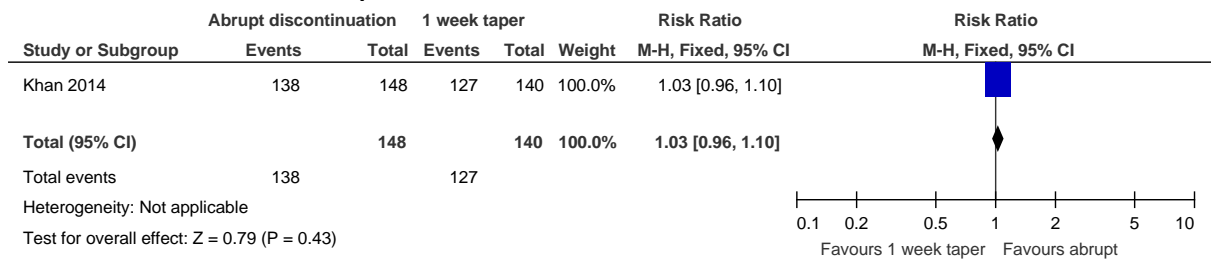 Abrupt discontinuation 1 week taper Risk Ratio Risk Ratio
Study or Subgroup Events Total Events Total Weight M-H, Fixed, 95% CI M-H, Fixed, 95% CI
Khan 2014 138 148 127 140 100.0% 1.03 [0.96, 1.10]
Total (95% CI) 148 140 100.0% 1.03 [0.96, 1.10]
Total events 138 127
Heterogeneity: Not applicable
Test for overall effect: Z = 0.79 (P = 0.43)
0.1 0.2 0.5 1 2 5 10
Favours 1 week taper Favours abrupt